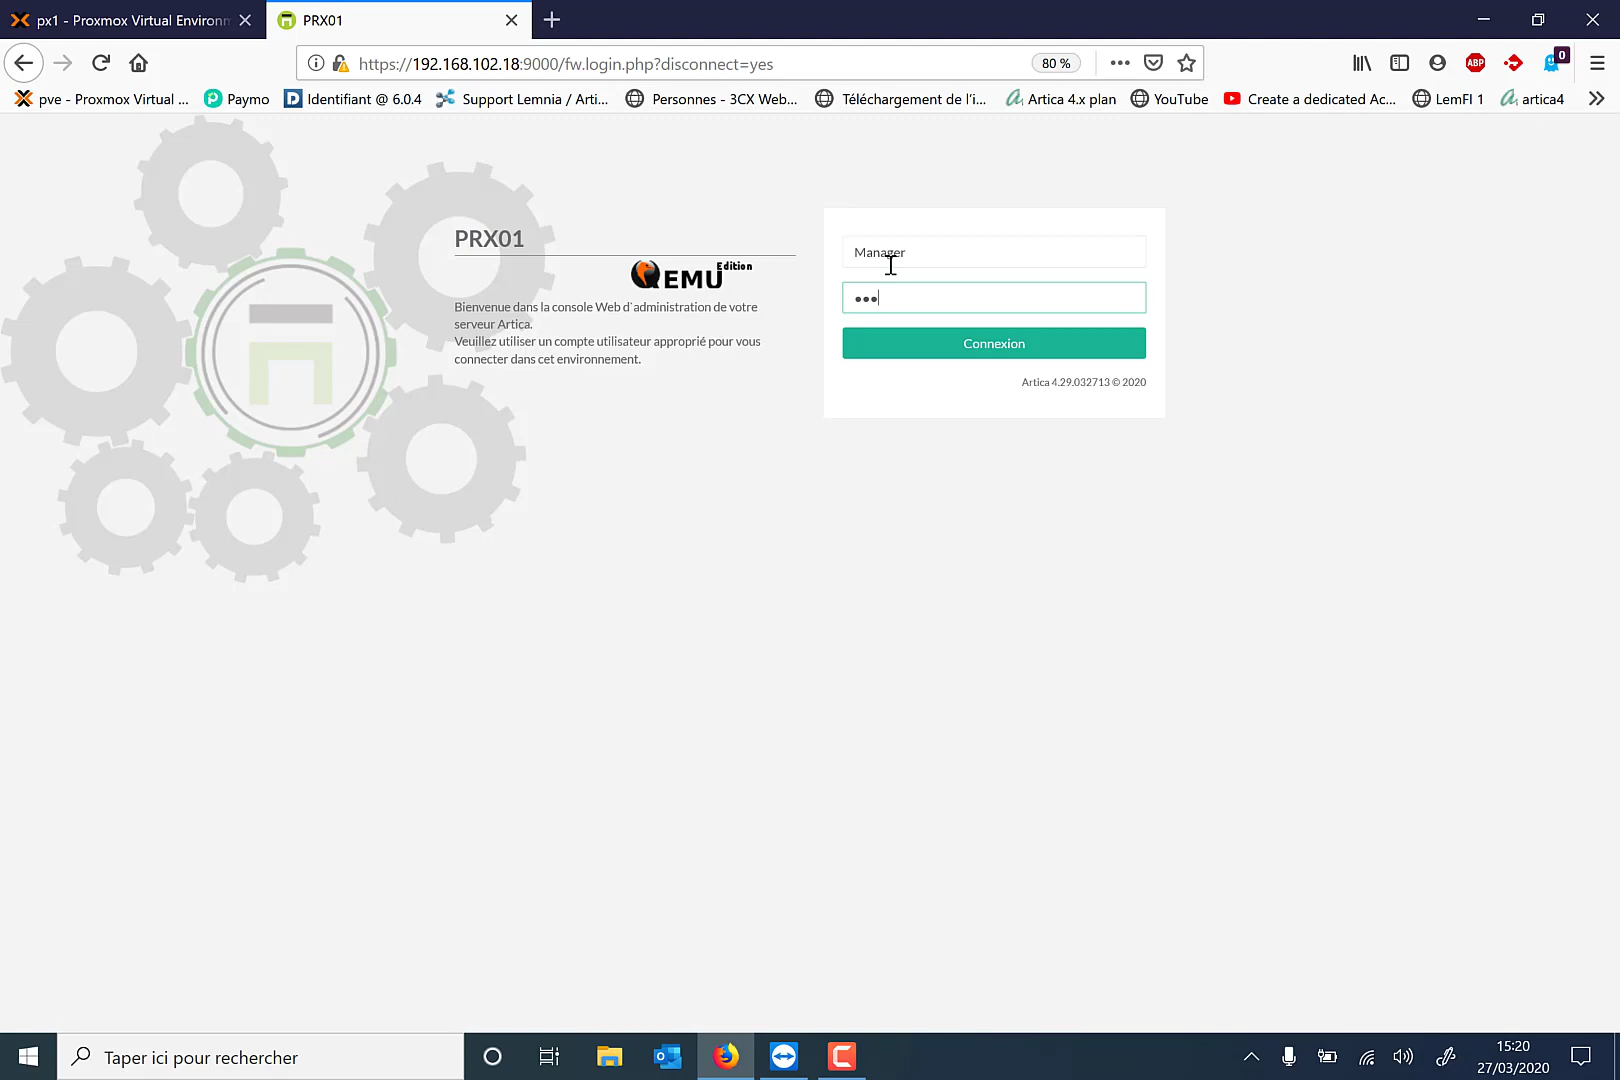 px1 - Proxmox Virtual Environm
PRX01
https://192.168.102.18:9000/fw.login.php?disconnect=yes
80 %
ABP
0
pve - Proxmox Virtual ...
Paymo
D
Identifiant @ 6.0.4
Support Lemnia / Arti...
Personnes - 3CX Web...
Téléchargement de l'i...
Artica 4.x plan
YouTube
Create a dedicated Ac...
LemFI 1
artica4
PRX01
QEMU Edition
Bienvenue dans la console Web d`administration de votre
serveur Artica.
Veuillez utiliser un compte utilisateur approprié pour vous
connecter dans cet environnement.
Manager
•••
Connexion
Artica 4.29.032713 © 2020
Taper ici pour rechercher
15:20
27/03/2020